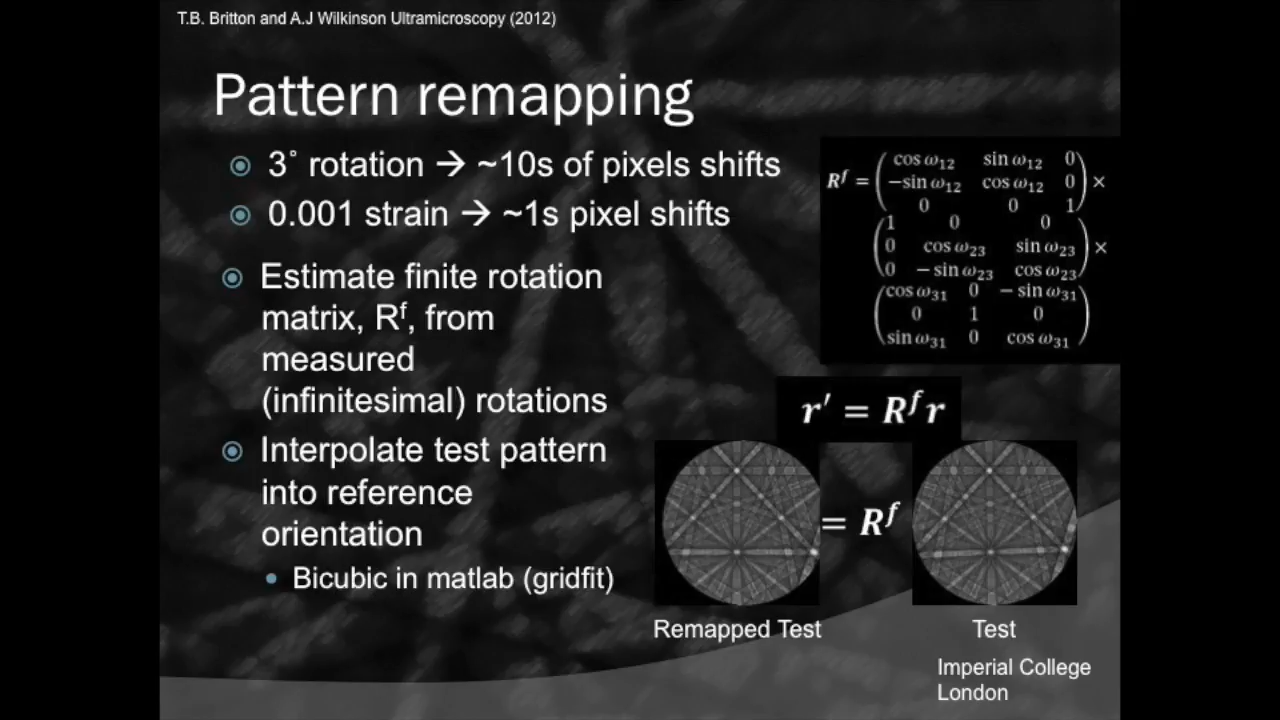 T.B. Britton and A.J Wilkinson Ultramicroscopy (2012)
Pattern remapping
3˚ rotation → ~10s of pixels shifts
0.001 strain → ~1s pixel shifts
Estimate finite rotation
matrix, Rᶠ, from
measured
(infinitesimal) rotations
Interpolate test pattern
into reference
orientation
Bicubic in matlab (gridfit)
cos ω₁₂ sin ω₁₂ 0
Rᶠ = −sin ω₁₂ cos ω₁₂ 0 ×
0 0 1
1 0 0
0 cos ω₂₃ sin ω₂₃ ×
0 − sin ω₂₃ cos ω₂₃
cos ω₃₁ 0 − sin ω₃₁
0 1 0
sin ω₃₁ 0 cos ω₃₁
r′ = Rᶠr
= Rᶠ
Remapped Test
Test
Imperial College
London